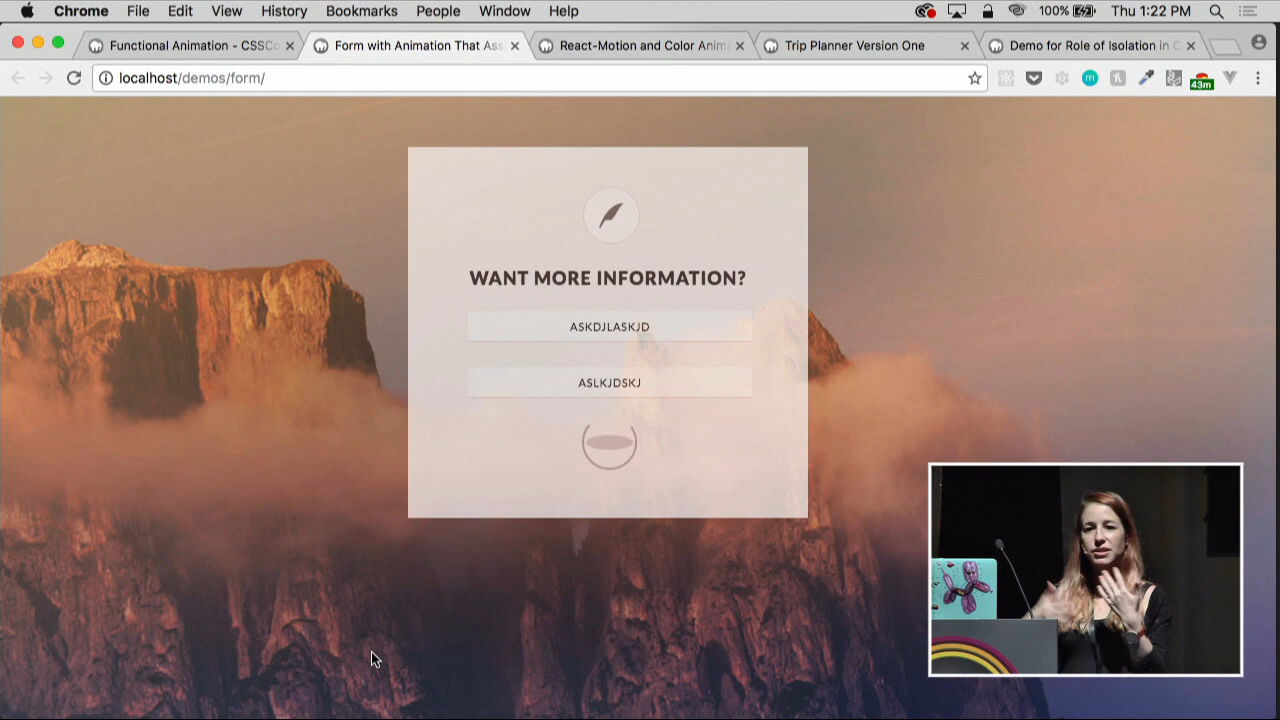 Chrome File Edit View History Bookmarks People Window Help 100% Thu 1:22 PM
Functional Animation - CSSCo Form with Animation That Ass React-Motion and Color Anim Trip Planner Version One Demo for Role of Isolation in C
localhost/demos/form/
m
43m
WANT MORE INFORMATION?
ASKDJLASKJD
ASLKJDSKJ